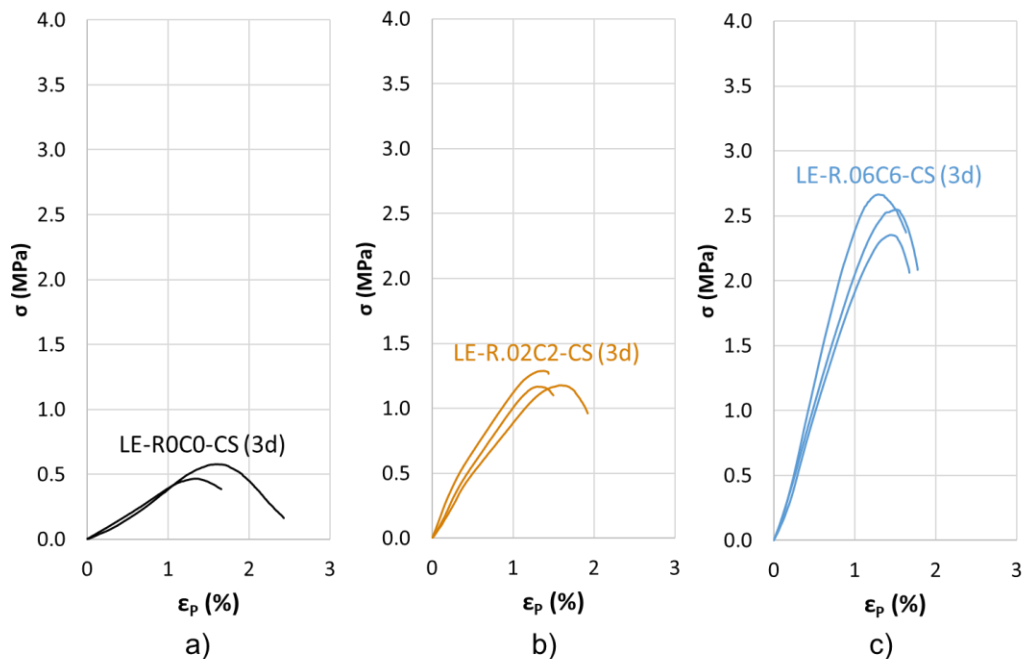 4.0
3.5
3.0
2.5
2.0
1.5
1.0
0.5
0.0
σ (MPa)
LE-R0C0-CS (3d)
0 1 2 3
εP (%)
a)
4.0
3.5
3.0
2.5
2.0
1.5
1.0
0.5
0.0
σ (MPa)
LE-R.02C2-CS (3d)
0 1 2 3
εP (%)
b)
4.0
3.5
3.0
2.5
2.0
1.5
1.0
0.5
0.0
σ (MPa)
LE-R.06C6-CS (3d)
0 1 2 3
εP (%)
c)